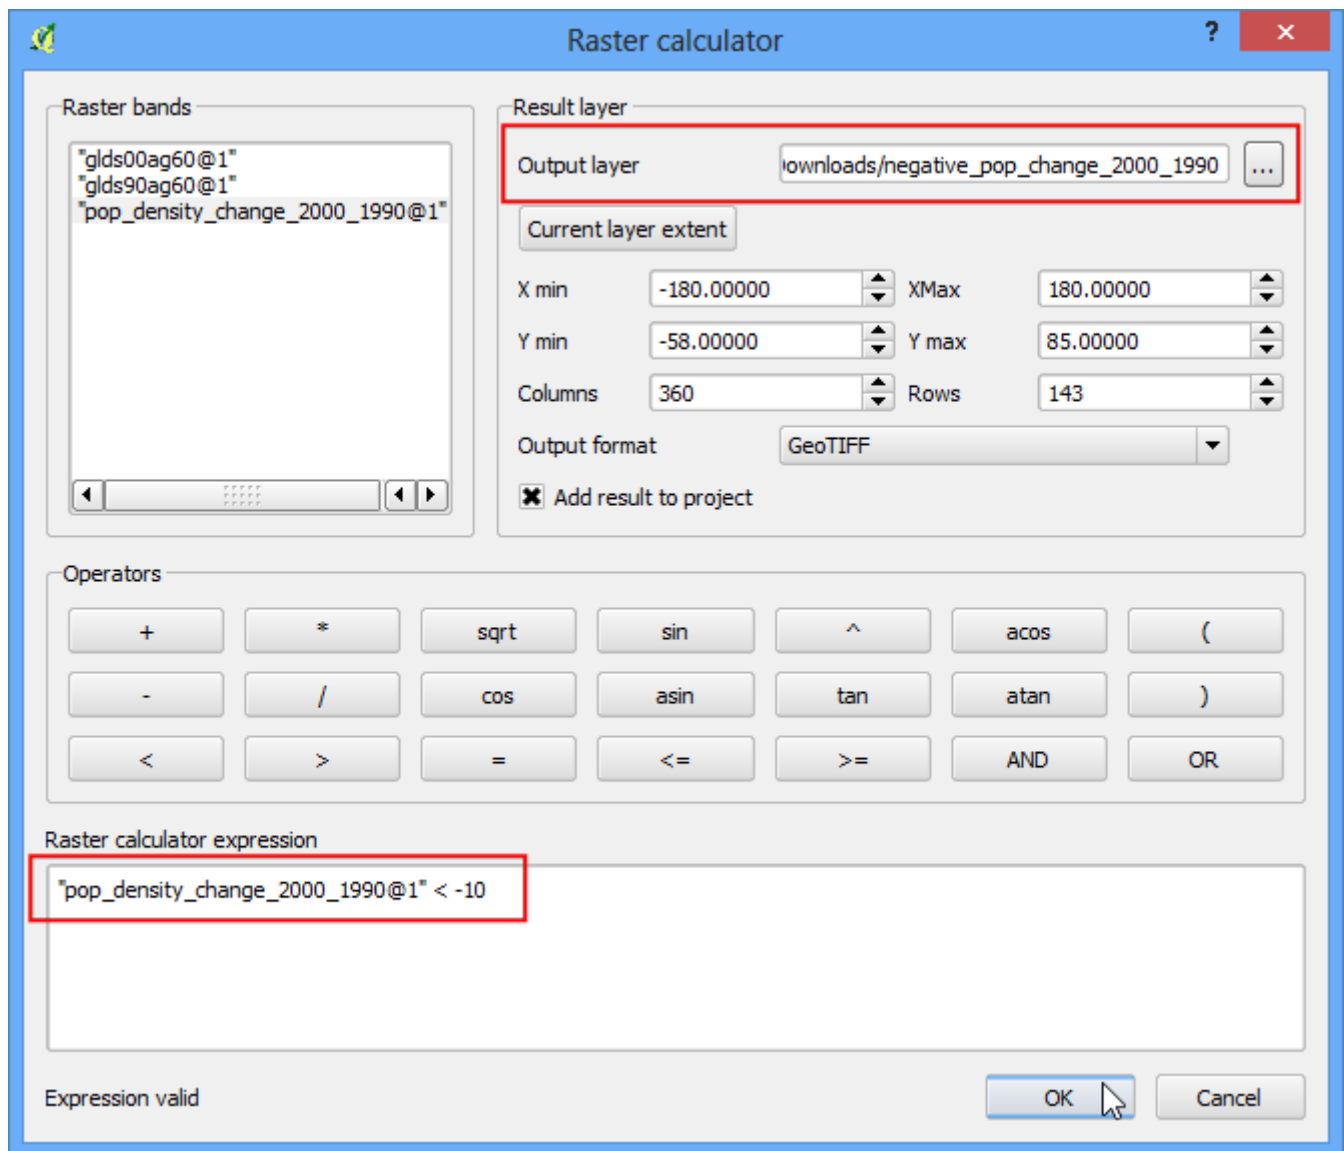 Raster calculator
?
Raster bands
"glds00ag60@1"
"glds90ag60@1"
"pop_density_change_2000_1990@1"
Result layer
Output layer ownloads/negative_pop_change_2000_1990 ...
Current layer extent
X min -180.00000 XMax 180.00000
Y min -58.00000 Y max 85.00000
Columns 360 Rows 143
Output format GeoTIFF
Add result to project
Operators
+ * sqrt sin ^ acos (
- / cos asin tan atan )
< > = <= >= AND OR
Raster calculator expression
"pop_density_change_2000_1990@1" < -10
Expression valid
OK Cancel